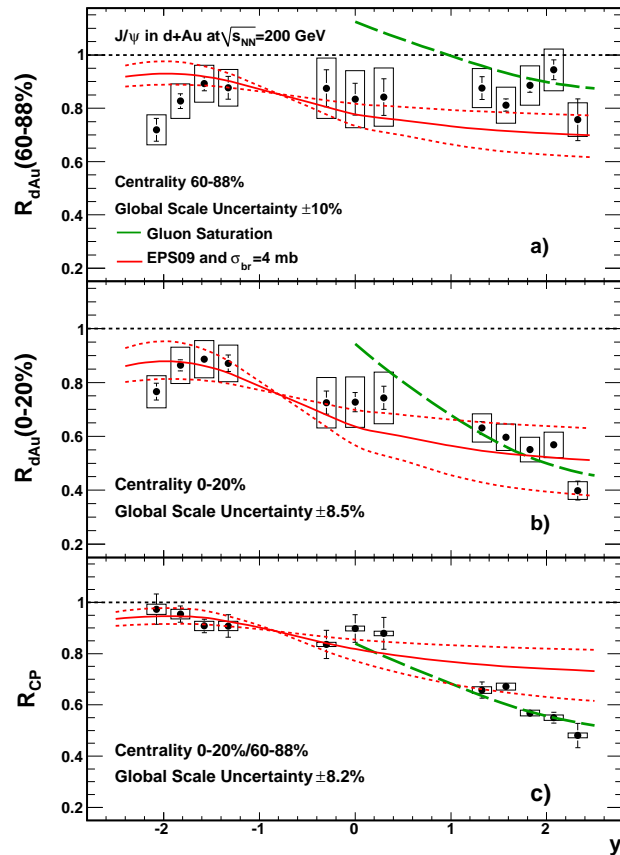 J/ψ in d+Au at √s_NN=200 GeV
1
0.8
0.6
0.4
0.2
R_dAu(60-88%)
Centrality 60-88%
Global Scale Uncertainty ±10%
Gluon Saturation
EPS09 and σ_br=4 mb
a)
1
0.8
0.6
0.4
0.2
R_dAu(0-20%)
Centrality 0-20%
Global Scale Uncertainty ±8.5%
b)
1
0.8
0.6
0.4
0.2
R_CP
Centrality 0-20%/60-88%
Global Scale Uncertainty ±8.2%
c)
-2 -1 0 1 2 y